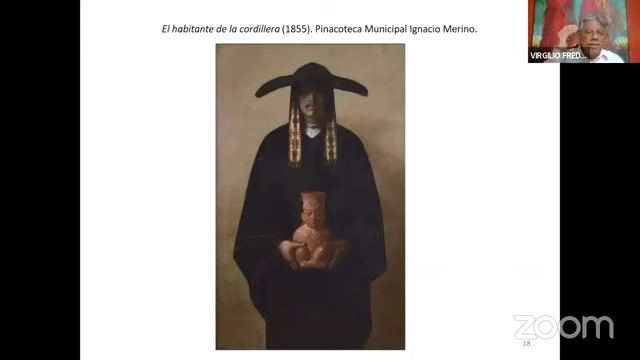 El habitante de la cordillera (1855). Pinacoteca Municipal Ignacio Merino.
VIRGILIO FRED...
zoom
18